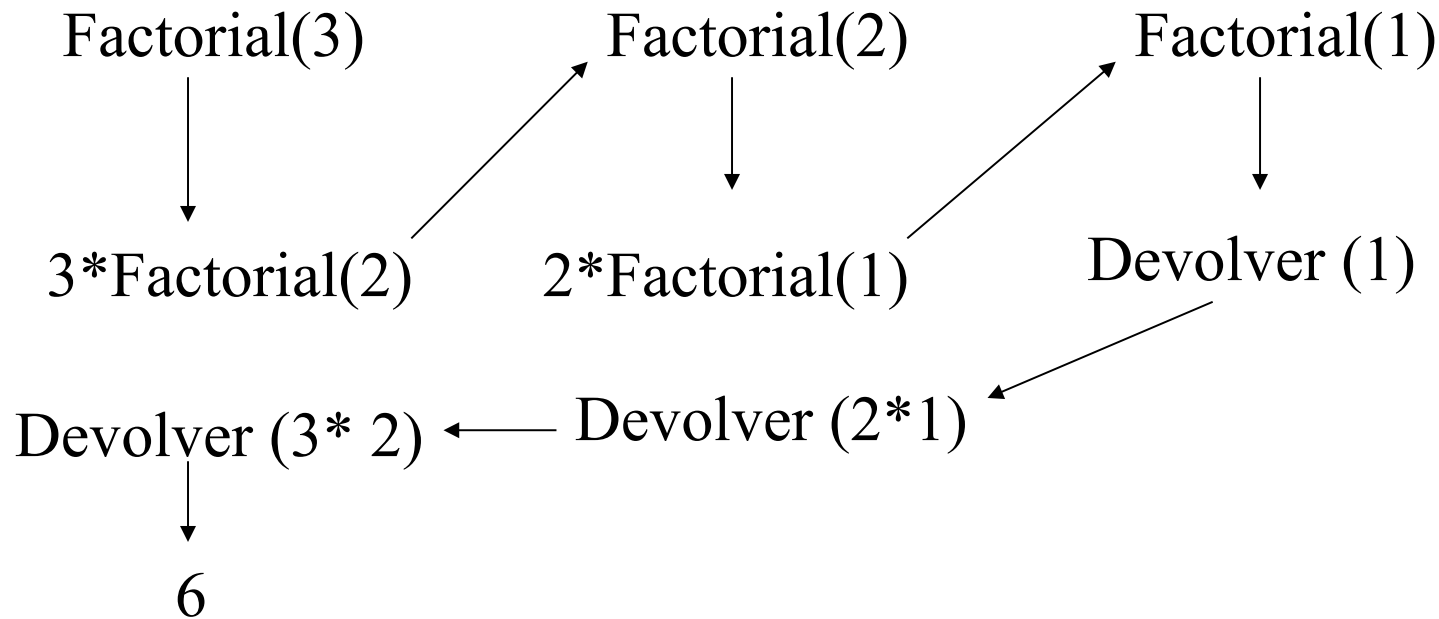 Factorial(3)
Factorial(2)
Factorial(1)
3*Factorial(2)
2*Factorial(1)
Devolver (1)
Devolver (3* 2)
Devolver (2*1)
6